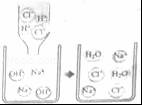 Cl⁻ H⁺
H⁺ Cl⁻
OH⁻ Na⁺
Na⁺ OH⁻
H₂O Na⁺
Cl⁻ Cl⁻
Na⁺ H₂O